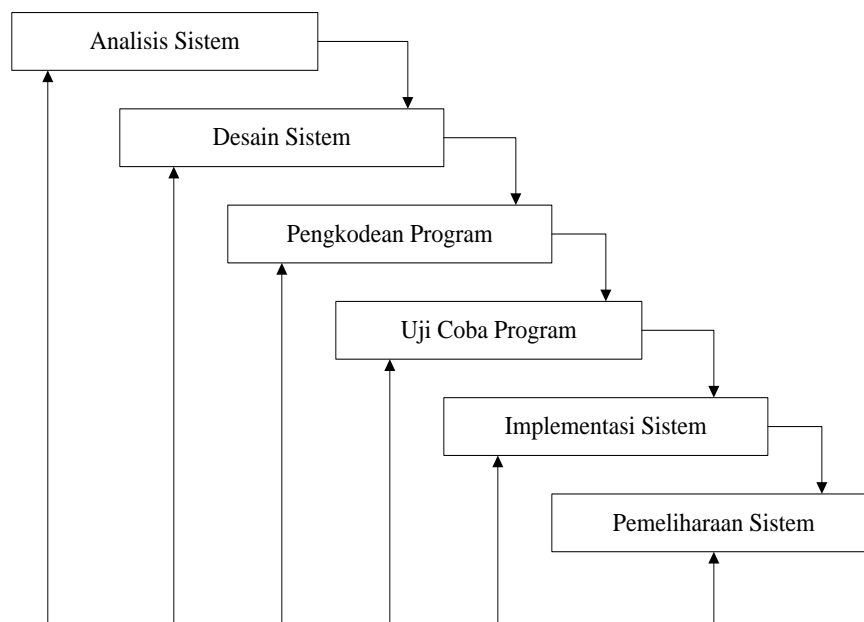 Analisis Sistem
Desain Sistem
Pengkodean Program
Uji Coba Program
Implementasi Sistem
Pemeliharaan Sistem